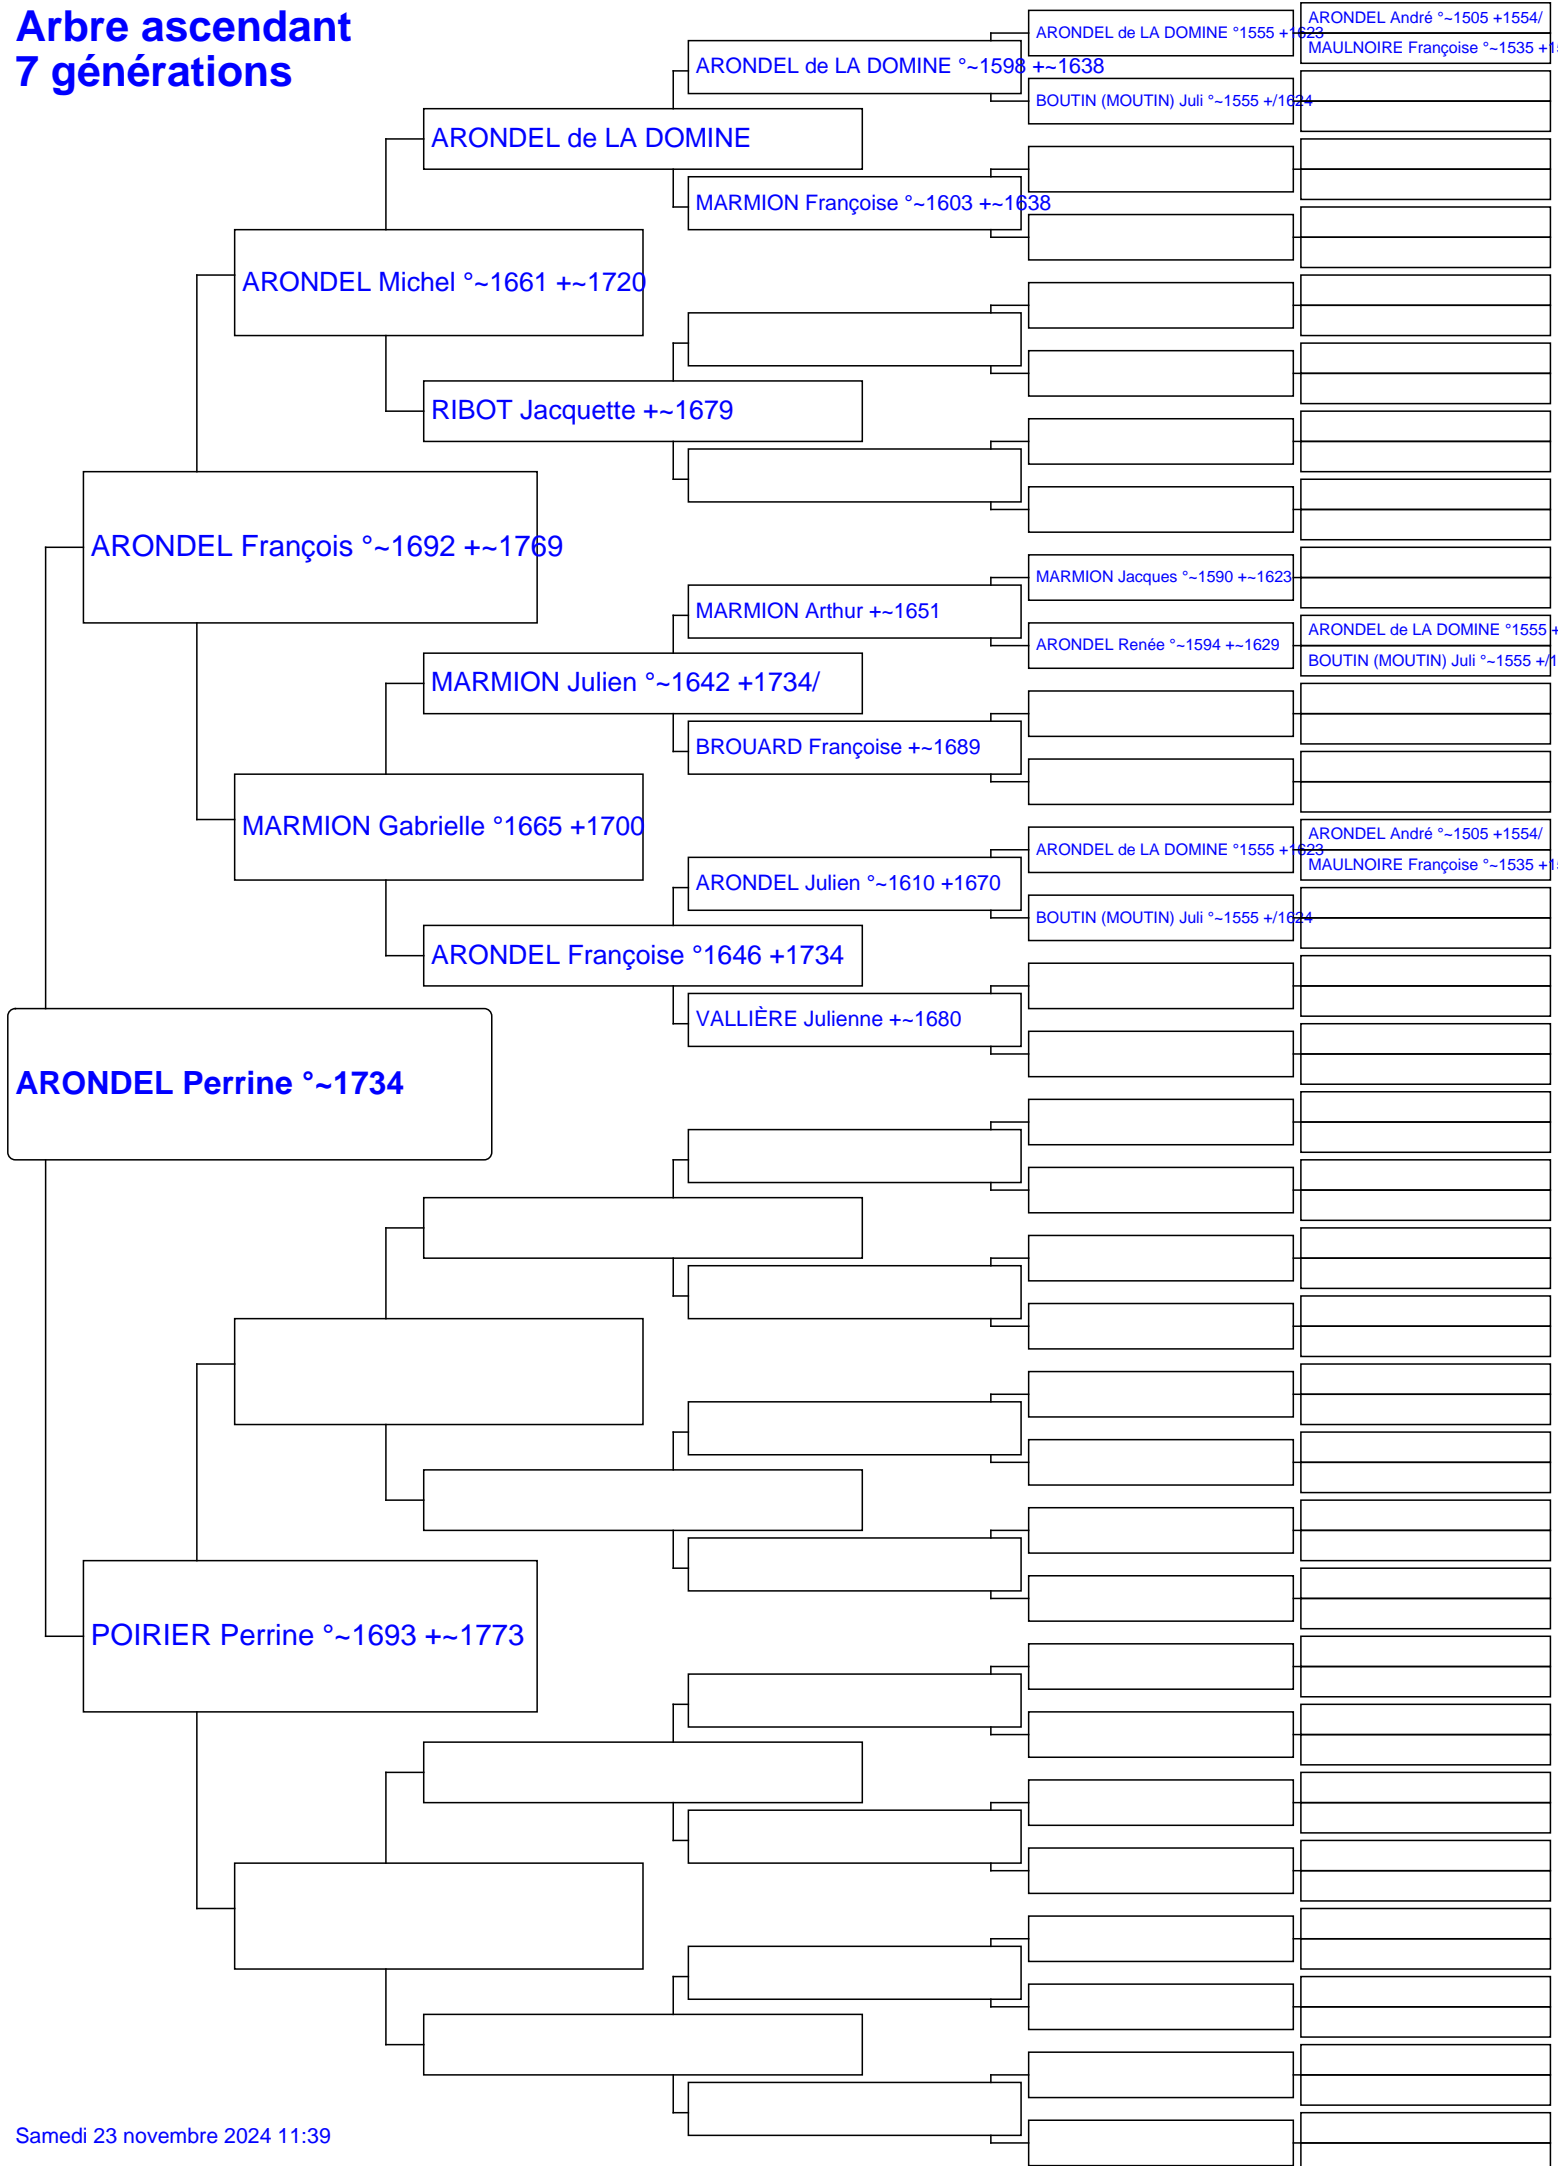 Arbre ascendant
7 générations
ARONDEL André °~1505 +1554/
ARONDEL de LA DOMINE °1555 +1623
MAULNOIRE Françoise °~1535 +1
ARONDEL de LA DOMINE °~1598 +~1638
BOUTIN (MOUTIN) Juli °~1555 +/1624
ARONDEL de LA DOMINE
MARMION Françoise °~1603 +~1638
ARONDEL Michel °~1661 +~1720
RIBOT Jacquette +~1679
ARONDEL François °~1692 +~1769
MARMION Jacques °~1590 +~1623
MARMION Arthur +~1651
ARONDEL de LA DOMINE °1555 +
ARONDEL Renée °~1594 +~1629
BOUTIN (MOUTIN) Juli °~1555 +/1
MARMION Julien °~1642 +1734/
BROUARD Françoise +~1689
MARMION Gabrielle °1665 +1700
ARONDEL André °~1505 +1554/
ARONDEL de LA DOMINE °1555 +1623
MAULNOIRE Françoise °~1535 +1
ARONDEL Julien °~1610 +1670
BOUTIN (MOUTIN) Juli °~1555 +/1624
ARONDEL Françoise °1646 +1734
VALLIÈRE Julienne +~1680
ARONDEL Perrine °~1734
POIRIER Perrine °~1693 +~1773
Samedi 23 novembre 2024 11:39